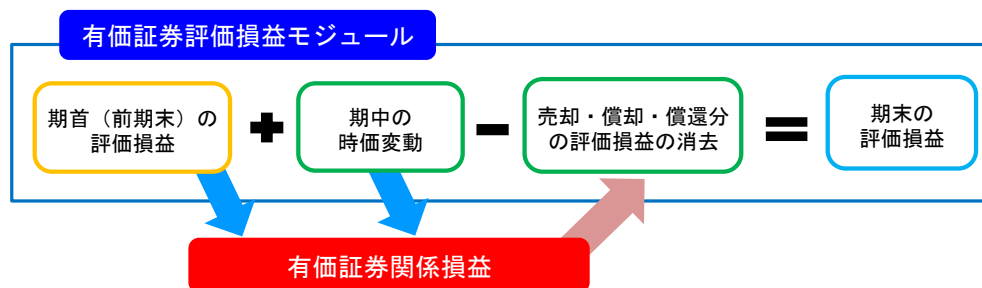 有価証券評価損益モジュール
期首（前期末）の
評価損益
+
期中の
時価変動
−
売却・償却・償還分
の評価損益の消去
=
期末の
評価損益
有価証券関係損益